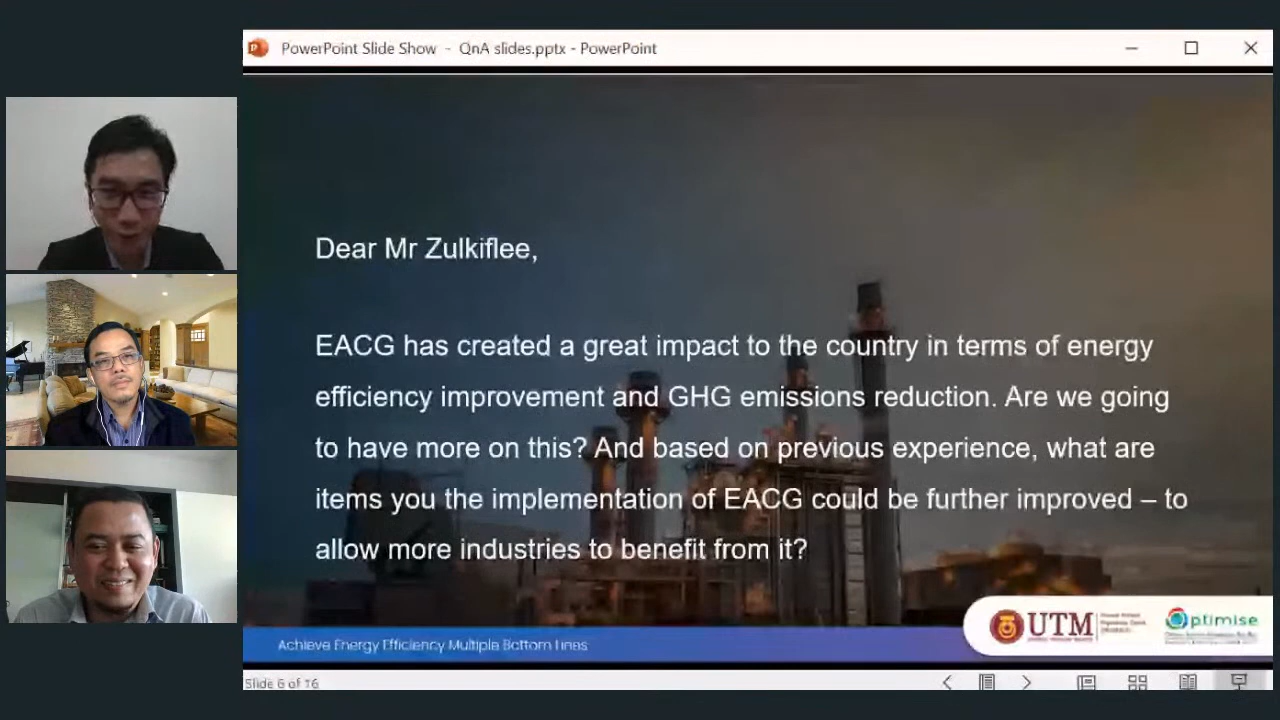 PowerPoint Slide Show - QnA slides.pptx - PowerPoint
Dear Mr Zulkiflee,
EACG has created a great impact to the country in terms of energy
efficiency improvement and GHG emissions reduction. Are we going
to have more on this? And based on previous experience, what are
items you the implementation of EACG could be further improved – to
allow more industries to benefit from it?
UTM
Optimise
Achieve Energy Efficiency Multiple Bottom Lines
Slide 6 of 16